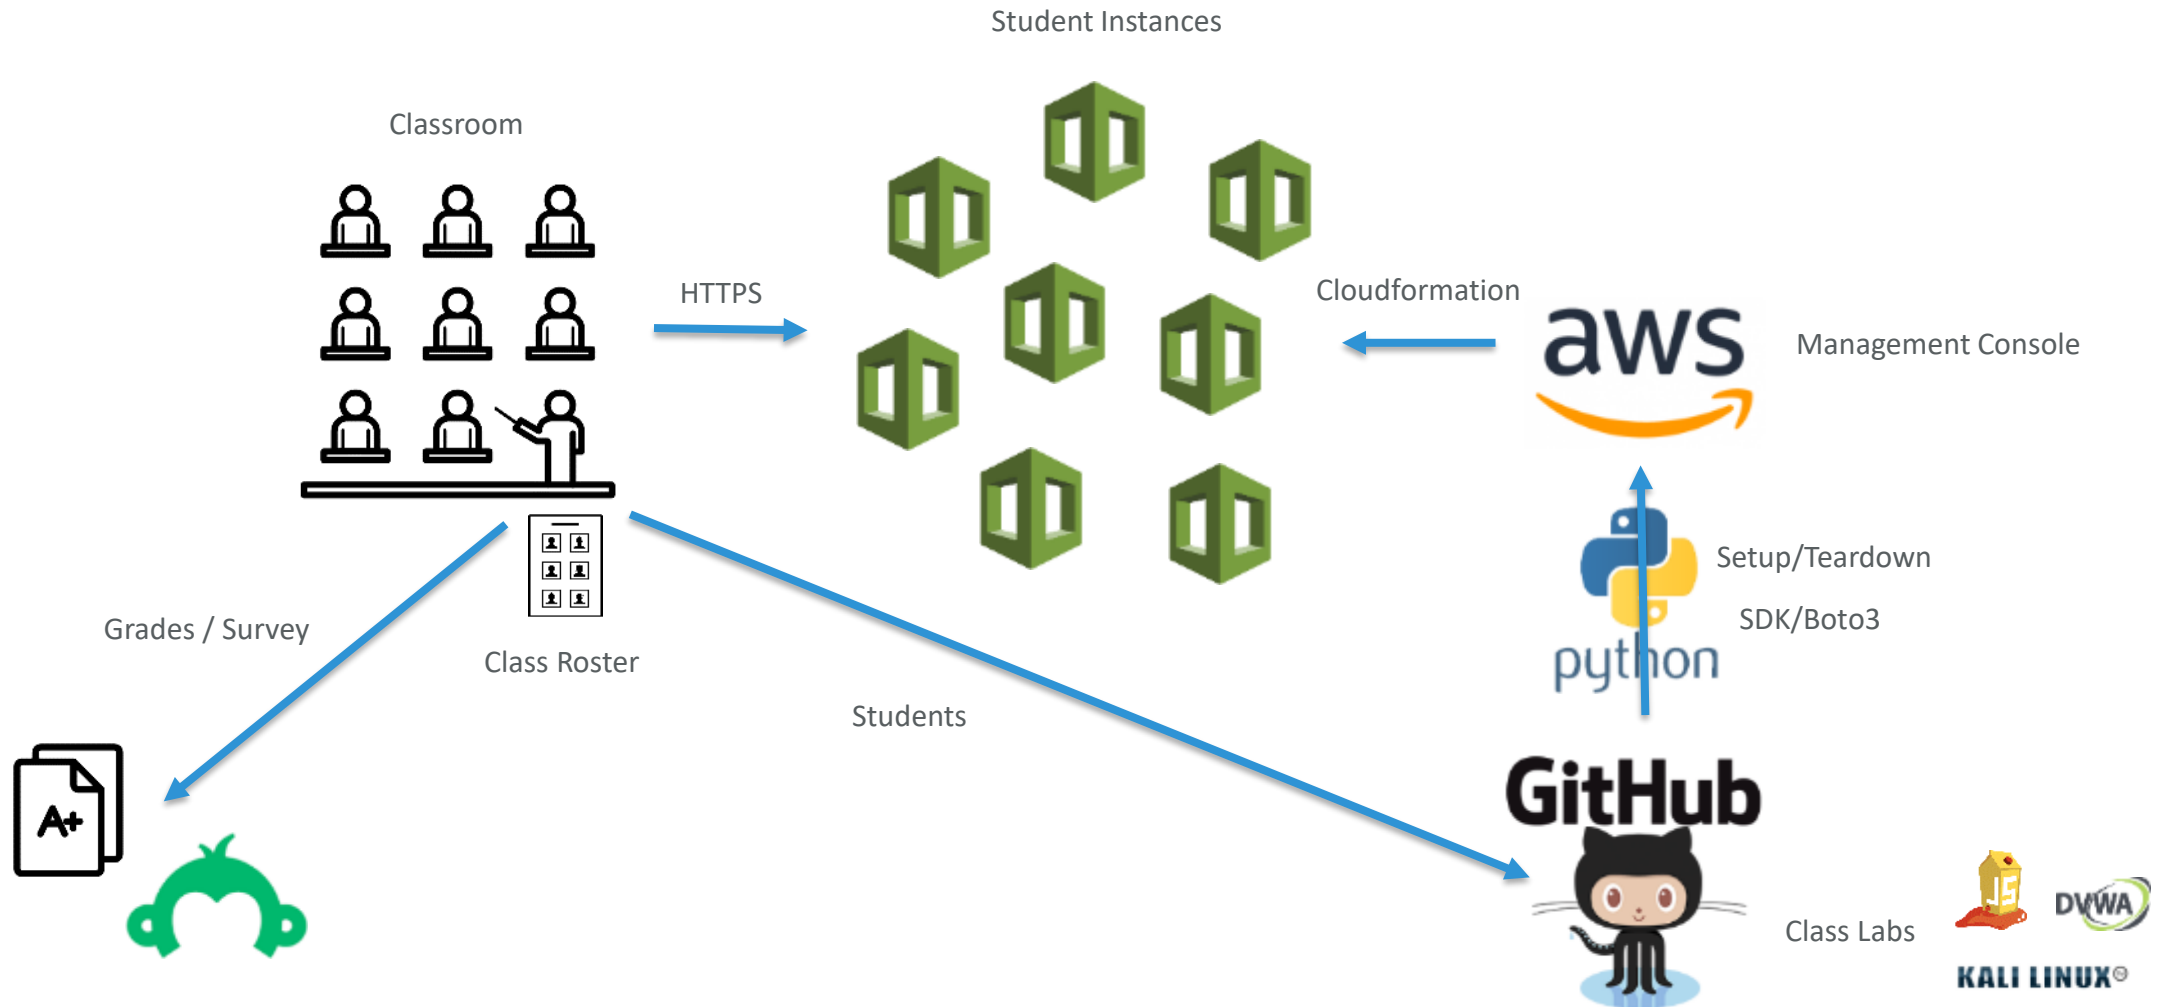 Student Instances
Classroom
HTTPS
Cloudformation
aws
Management Console
Setup/Teardown
SDK/Boto3
python
Grades / Survey
Class Roster
Students
A+
GitHub
JS
DVWA
Class Labs
KALI LINUX